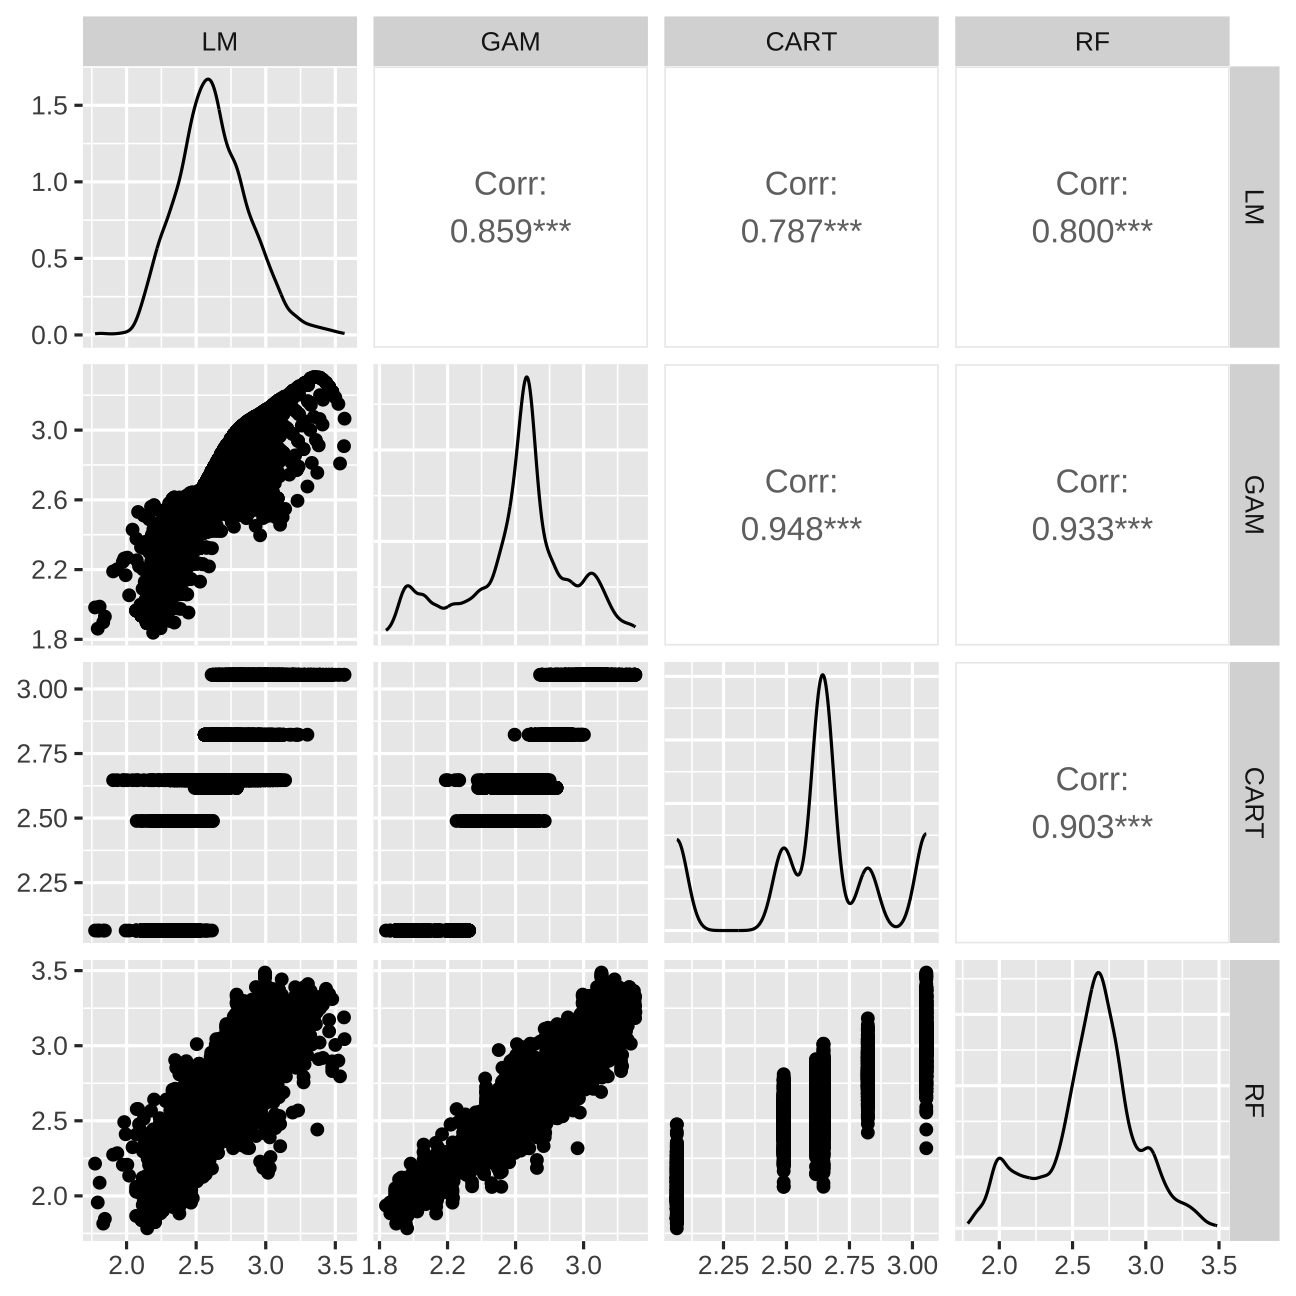 LM GAM CART RF
1.5
1.0
0.5
0.0
Corr:
0.859***
Corr:
0.787***
Corr:
0.800***
LM
3.0
2.6
2.2
1.8
Corr:
0.948***
Corr:
0.933***
GAM
3.00
2.75
2.50
2.25
Corr:
0.903***
CART
3.5
3.0
2.5
2.0
RF
2.0 2.5 3.0 3.5 1.8 2.2 2.6 3.0 2.25 2.50 2.75 3.00 2.0 2.5 3.0 3.5